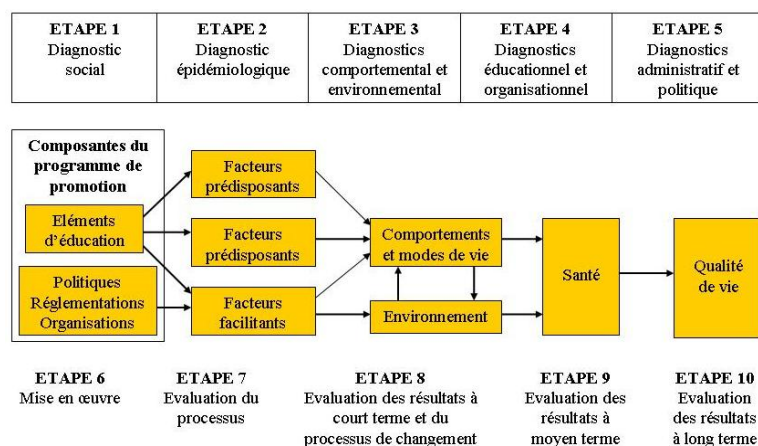 ETAPE 1
Diagnostic
social
ETAPE 2
Diagnostic
épidémiologique
ETAPE 3
Diagnostics
comportemental et
environnemental
ETAPE 4
Diagnostics
éducationnel et
organisationnel
ETAPE 5
Diagnostics
administratif et
politique
Composantes du
programme de
promotion
Eléments
d'éducation
Politiques
Réglementations
Organisations
Facteurs
prédisposants
Facteurs
prédisposants
Facteurs
facilitants
Comportements
et modes de vie
Environnement
Santé
Qualité
de vie
ETAPE 6
Mise en œuvre
ETAPE 7
Evaluation du
processus
ETAPE 8
Evaluation des résultats à
court terme et du
processus de changement
ETAPE 9
Evaluation des
résultats à
moyen terme
ETAPE 10
Evaluation
des résultats
à long terme